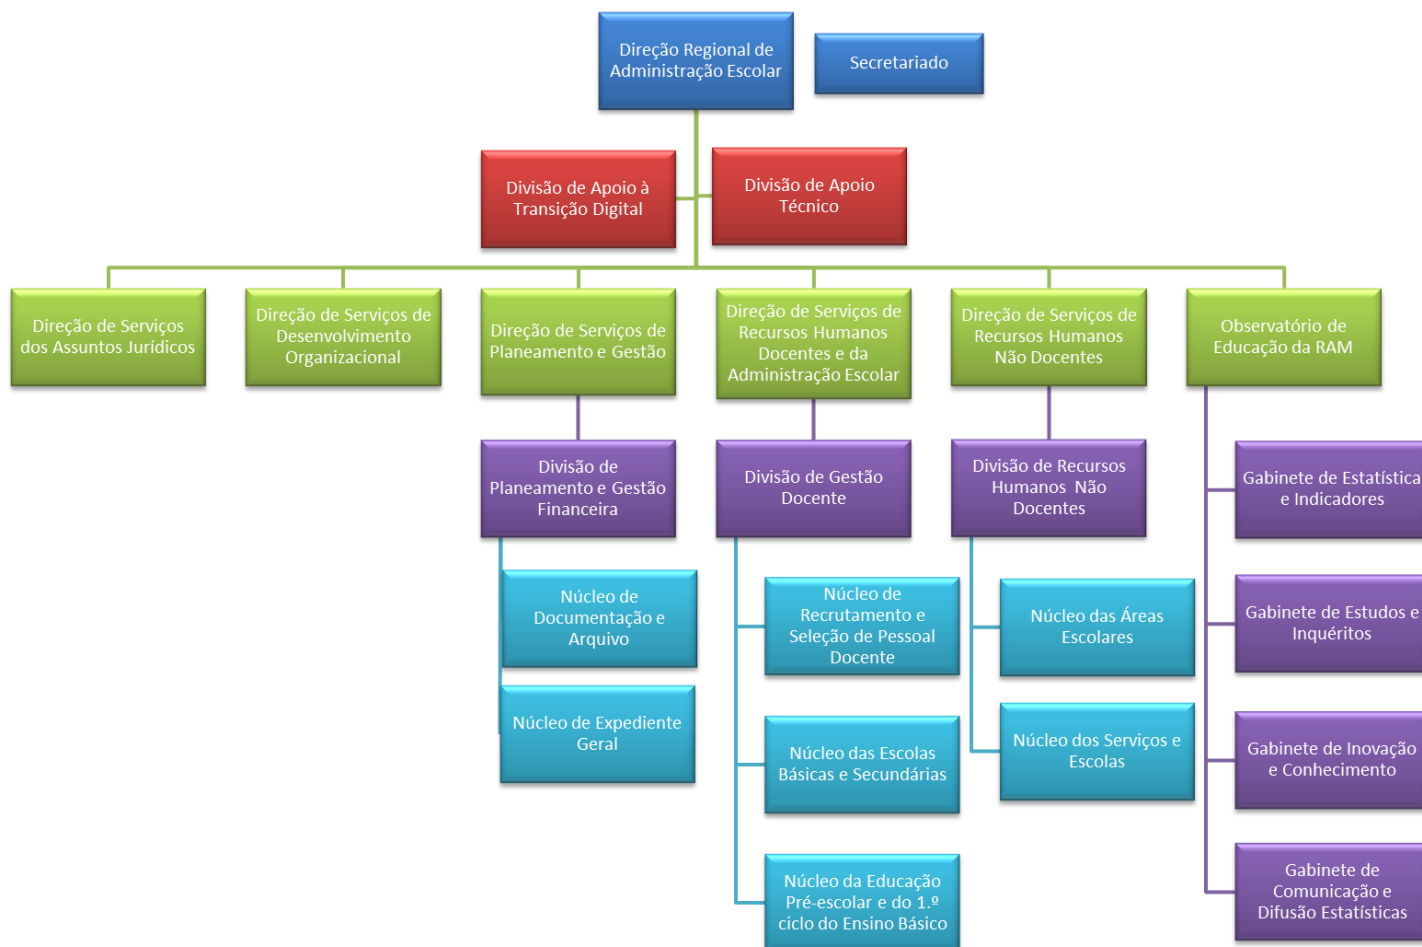 Direção Regional de
Administração Escolar
Secretariado
Divisão de Apoio à
Transição Digital
Divisão de Apoio
Técnico
Direção de Serviços
dos Assuntos Jurídicos
Direção de Serviços de
Desenvolvimento
Organizacional
Direção de Serviços de
Planeamento e Gestão
Direção de Serviços de
Recursos Humanos
Docentes e da
Administração Escolar
Direção de Serviços de
Recursos Humanos
Não Docentes
Observatório de
Educação da RAM
Divisão de
Planeamento e Gestão
Financeira
Divisão de Gestão
Docente
Divisão de Recursos
Humanos  Não
Docentes
Gabinete de Estatística
e Indicadores
Núcleo de
Documentação e
Arquivo
Núcleo de
Recrutamento e
Seleção de Pessoal
Docente
Núcleo das Áreas
Escolares
Gabinete de Estudos e
Inquéritos
Núcleo de Expediente
Geral
Núcleo das Escolas
Básicas e Secundárias
Núcleo dos Serviços e
Escolas
Gabinete de Inovação
e Conhecimento
Núcleo da Educação
Pré-escolar e do 1.º
ciclo do Ensino Básico
Gabinete de
Comunicação e
Difusão Estatísticas